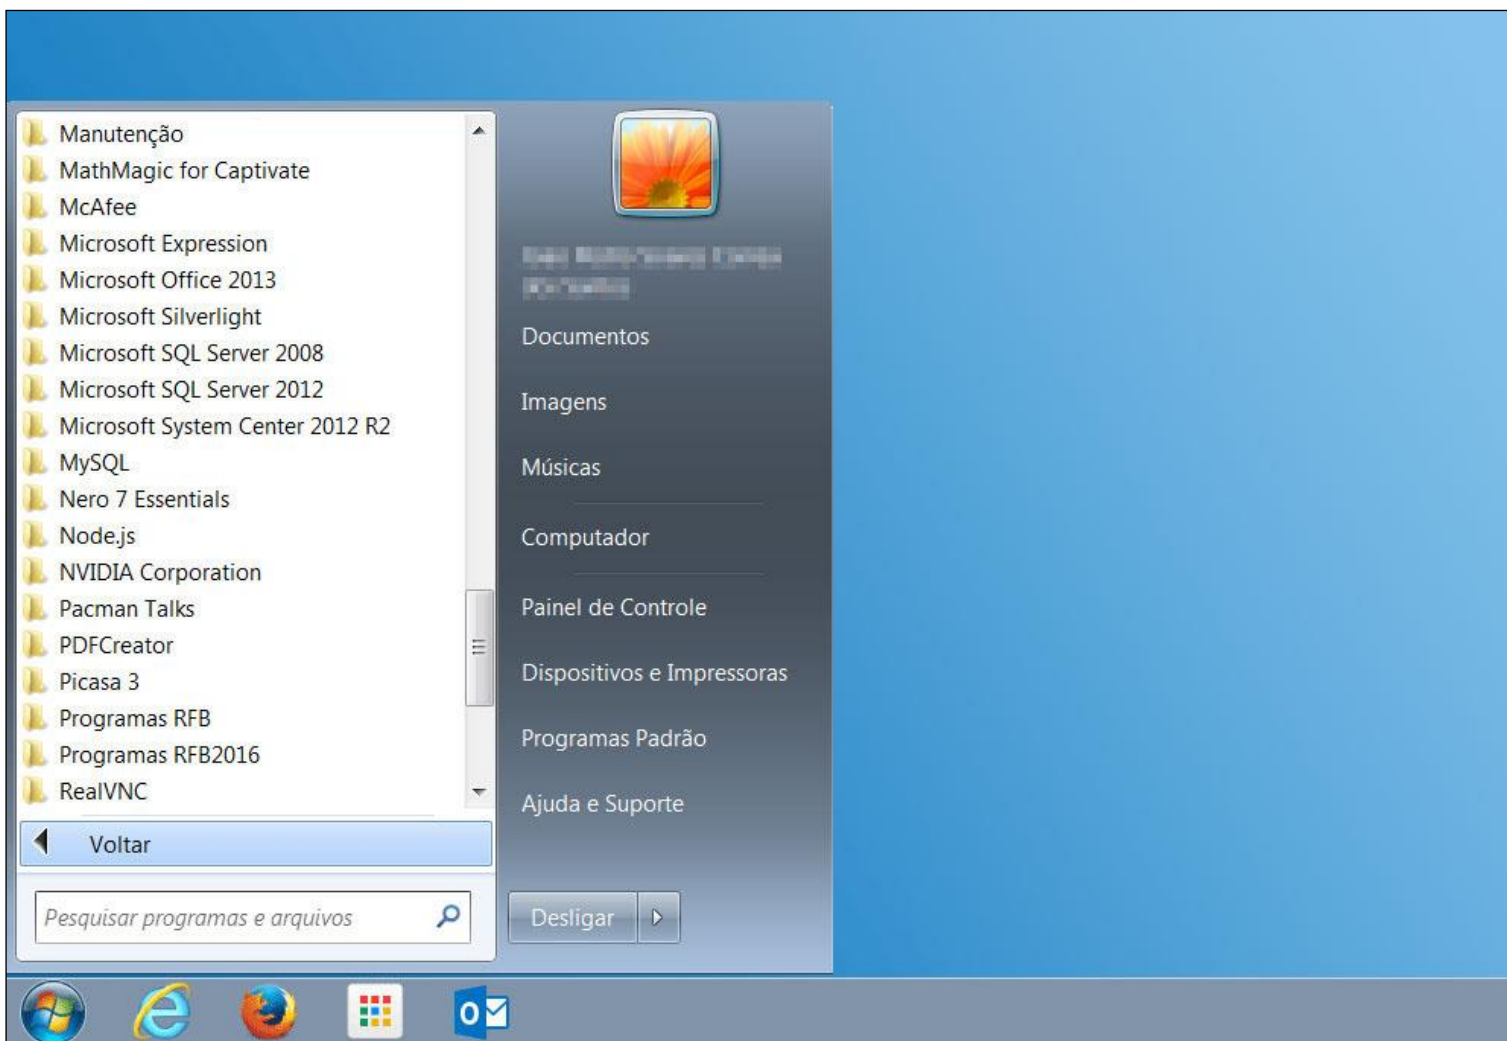 Manutenção
MathMagic for Captivate
McAfee
Microsoft Expression
Microsoft Office 2013
Microsoft Silverlight
Microsoft SQL Server 2008
Microsoft SQL Server 2012
Microsoft System Center 2012 R2
MySQL
Nero 7 Essentials
Node.js
NVIDIA Corporation
Pacman Talks
PDFCreator
Picasa 3
Programas RFB
Programas RFB2016
RealVNC
Voltar
Pesquisar programas e arquivos
Documentos
Imagens
Músicas
Computador
Painel de Controle
Dispositivos e Impressoras
Programas Padrão
Ajuda e Suporte
Desligar